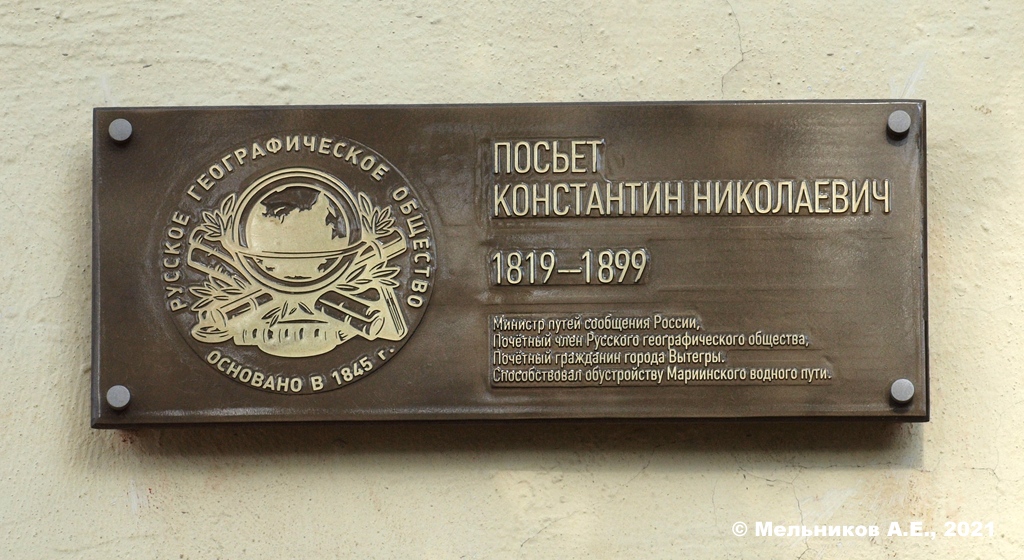 РУССКОЕ ГЕОГРАФИЧЕСКОЕ ОБЩЕСТВО
ОСНОВАНО В 1845 г.
ПОСЬЕТ
КОНСТАНТИН НИКОЛАЕВИЧ
1819—1899
Министр путей сообщения России,
Почётный член Русского географического общества,
Почётный гражданин города Вытегры.
Способствовал обустройству Мариинского водного пути.
© Мельников А.Е., 2021